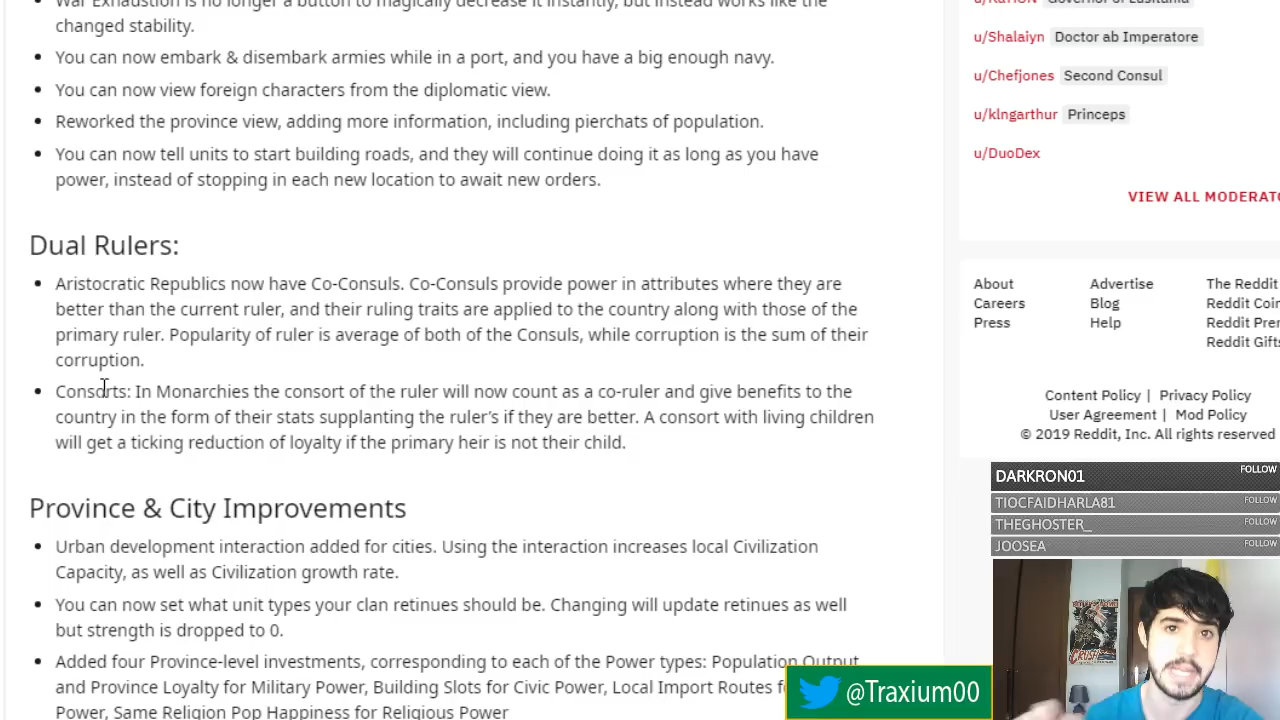 War Exhaustion is no longer a button to magically decrease it instantly, but instead works like the
changed stability.
You can now embark & disembark armies while in a port, and you have a big enough navy.
You can now view foreign characters from the diplomatic view.
Reworked the province view, adding more information, including pierchats of population.
You can now tell units to start building roads, and they will continue doing it as long as you have
power, instead of stopping in each new location to await new orders.
Dual Rulers:
Aristocratic Republics now have Co-Consuls. Co-Consuls provide power in attributes where they are
better than the current ruler, and their ruling traits are applied to the country along with those of the
primary ruler. Popularity of ruler is average of both of the Consuls, while corruption is the sum of their
corruption.
Consorts: In Monarchies the consort of the ruler will now count as a co-ruler and give benefits to the
country in the form of their stats supplanting the ruler's if they are better. A consort with living children
will get a ticking reduction of loyalty if the primary heir is not their child.
Province & City Improvements
Urban development interaction added for cities. Using the interaction increases local Civilization
Capacity, as well as Civilization growth rate.
You can now set what unit types your clan retinues should be. Changing will update retinues as well
but strength is dropped to 0.
Added four Province-level investments, corresponding to each of the Power types: Population Output
and Province Loyalty for Military Power, Building Slots for Civic Power, Local Import Routes
Power, Same Religion Pop Happiness for Religious Power
Governor of Lusitania
u/Shalaiyn Doctor ab Imperatore
u/Chefjones Second Consul
u/klngarthur Princeps
u/DuoDex
VIEW ALL MODERATO
About Advertise The Reddit
Careers Blog Reddit Coin
Press Help Reddit Prem
Reddit Gifts
Content Policy | Privacy Policy
User Agreement | Mod Policy
© 2019 Reddit, Inc. All rights reserved
DARKRON01 FOLLOW
TIOCFAIDHARLA81 FOLLOW
THEGHOSTER_ FOLLOW
JOOSEA FOLLOW
@Traxium00